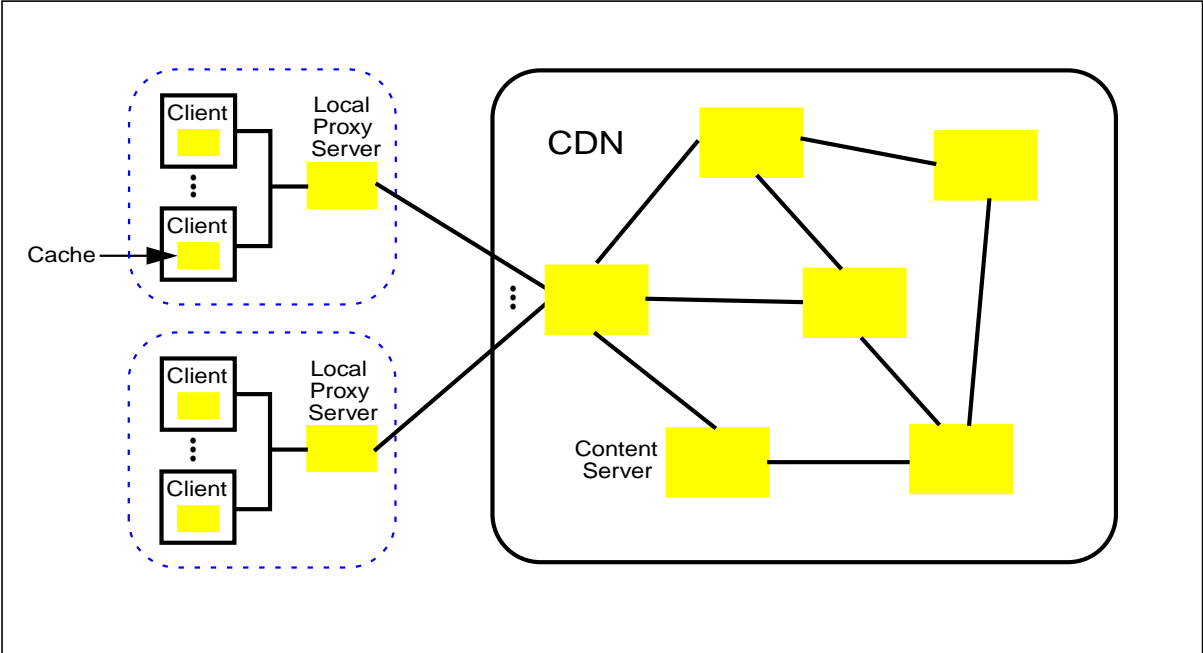 Client
Local
Proxy
Server
Client
Cache
CDN
Client
Local
Proxy
Server
Client
Content
Server